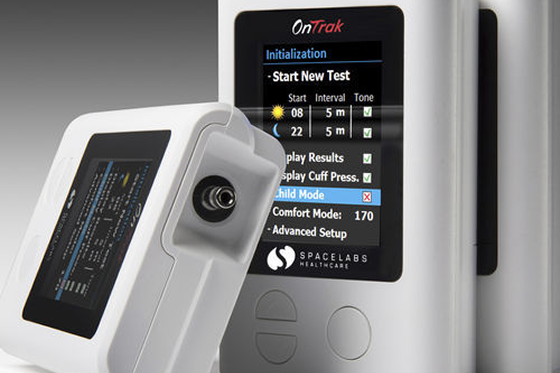 OnTrak
Initialization
- Start New Test
Start Interval Tone
08 5 m
22 5 m
play Results
isplay Cuff Press.
Child Mode
Comfort Mode: 170
- Advanced Setup
SPACELABS
HEALTHCARE